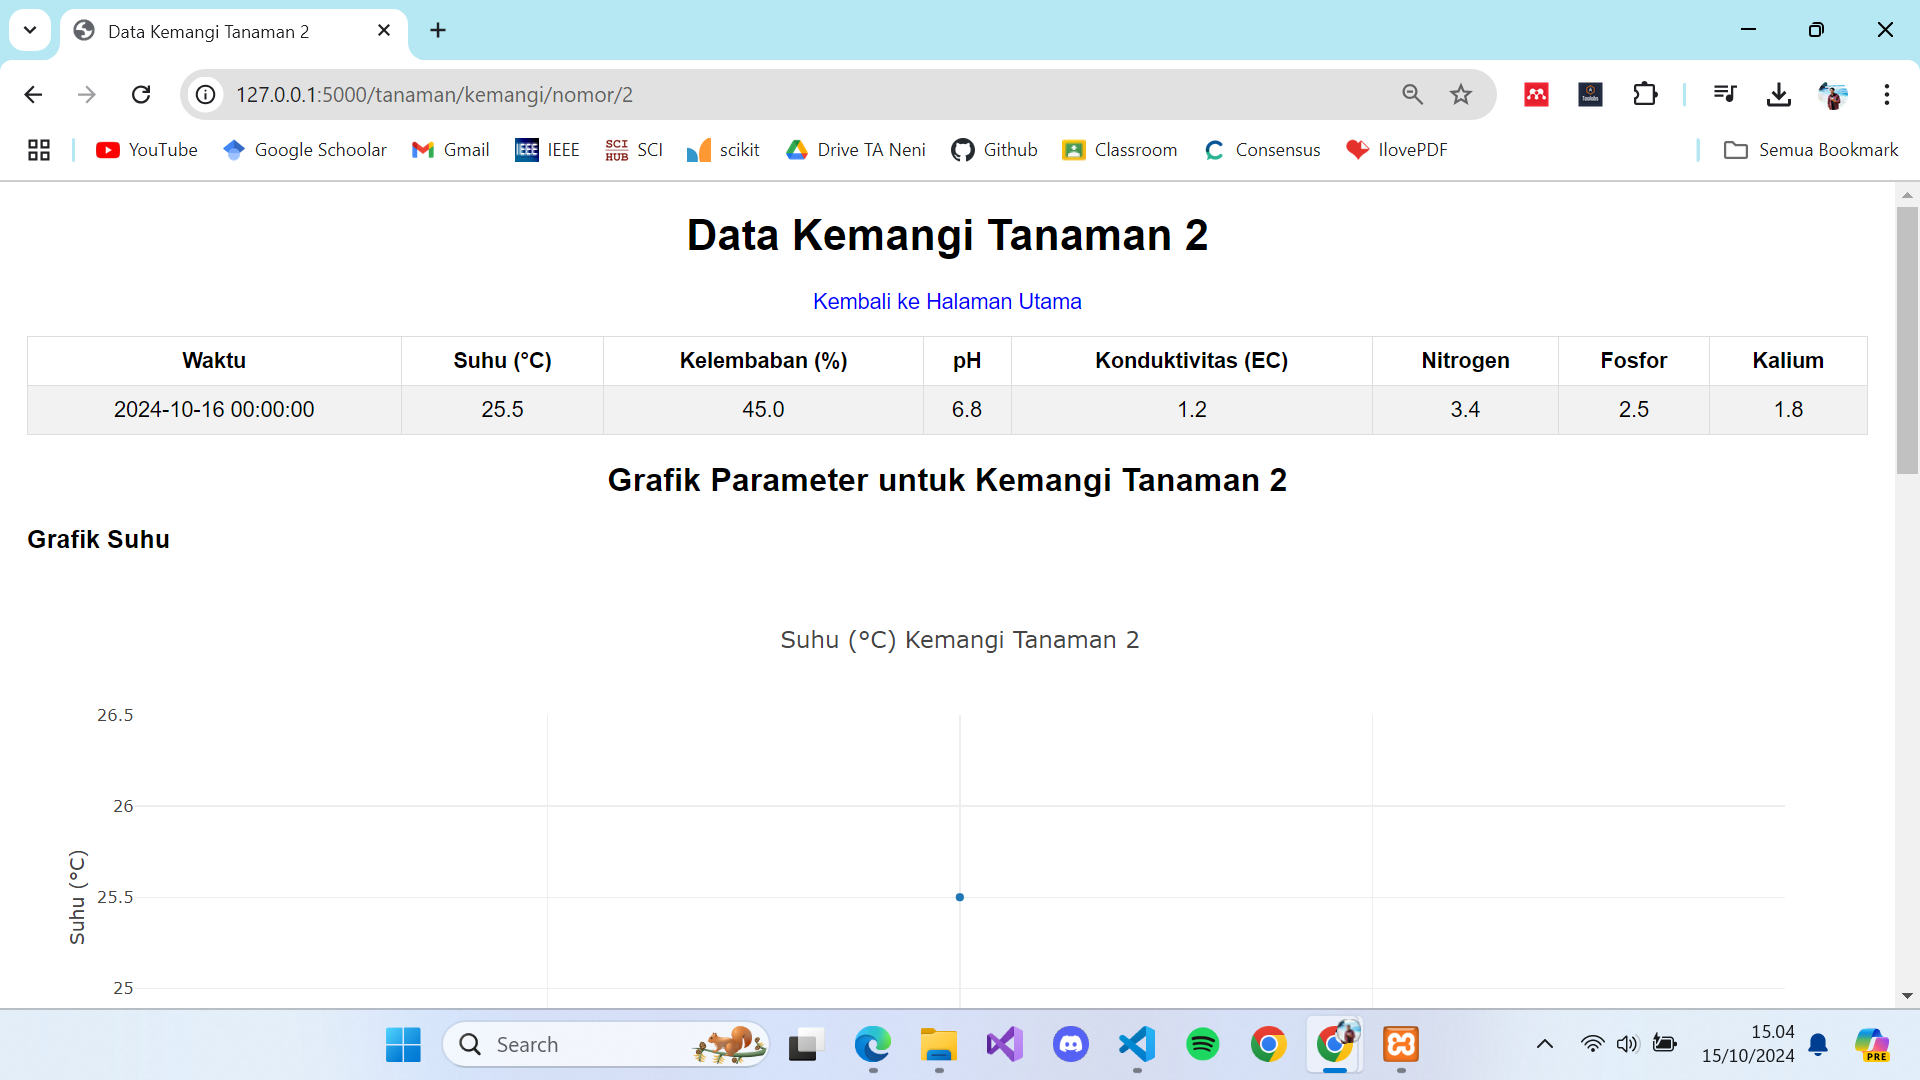 Data Kemangi Tanaman 2
127.0.0.1:5000/tanaman/kemangi/nomor/2
YouTube Google Schoolar Gmail IEEE IEEE SCI HUB SCI scikit Drive TA Neni Github Classroom Consensus IlovePDF Semua Bookmark
Data Kemangi Tanaman 2
Kembali ke Halaman Utama
Waktu Suhu (°C) Kelembaban (%) pH Konduktivitas (EC) Nitrogen Fosfor Kalium
2024-10-16 00:00:00 25.5 45.0 6.8 1.2 3.4 2.5 1.8
Grafik Parameter untuk Kemangi Tanaman 2
Grafik Suhu
Suhu (°C) Kemangi Tanaman 2
26.5
26
25.5
25
Suhu (°C)
Search
15.04
15/10/2024
PRE